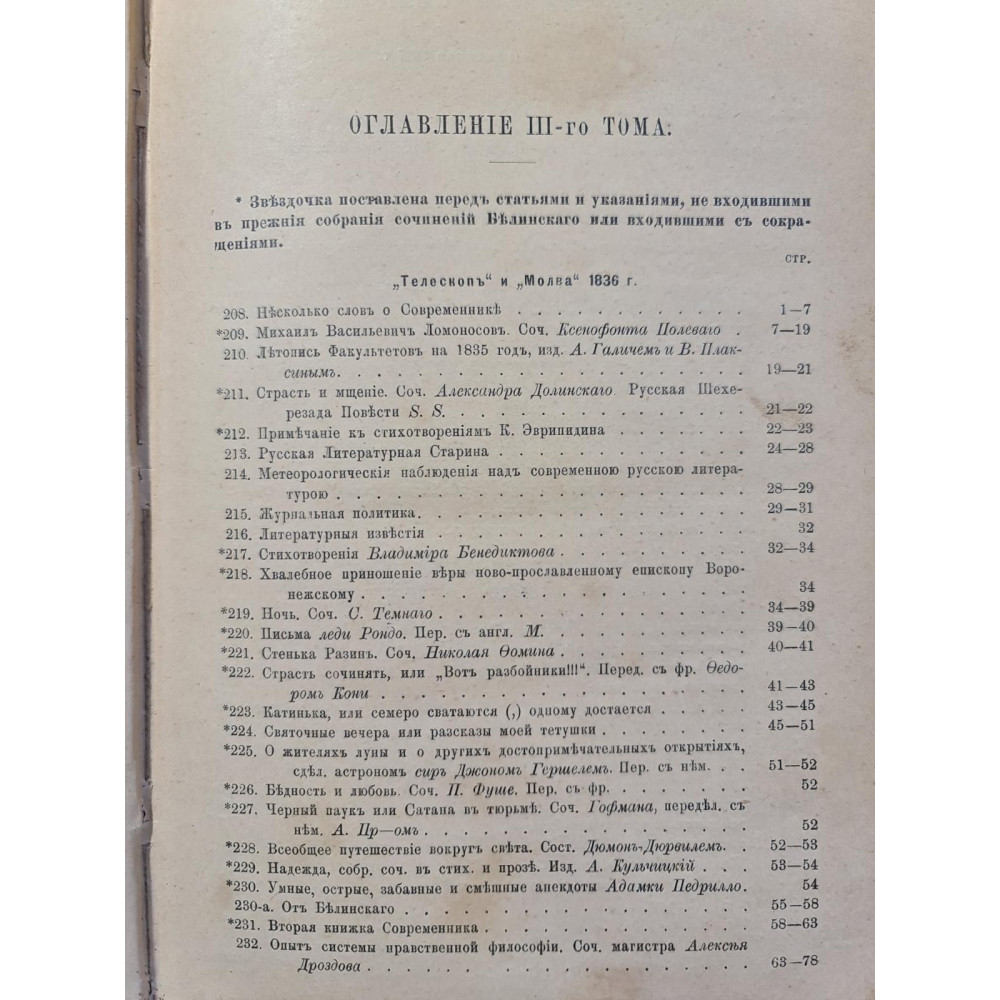 ОГЛАВЛЕНІЕ III-го ТОМА.
* Звѣздочка поставлена передъ статьями и указаніями, не входившими
въ прежнія собранія сочиненій Бѣлинскаго или входившими съ сокра-
щеніями.
СТР.
„Телескопъ“ и „Молва“ 1836 г.
208. Нѣсколько словъ о Современникѣ . . . . . . . . . . . . 1—7
*209. Михаилъ Васильевичъ Ломоносовъ. Соч. Ксенофонта Полеваго . 7—19
210. Лѣтопись Факультетовъ на 1835 годъ, изд. А. Галичемъ и В. Плак-
синымъ. . . . . . . . . . . . . . . . . . . . 19—21
*211. Страсть и мщеніе. Соч. Александра Долинскаго. Русская Шехе-
резада Повѣсти S. S. . . . . . . . . . . . . . . . 21—22
*212. Примѣчаніе къ стихотвореніямъ К. Эврипидина . . . . . . . 22—23
213. Русская Литературная Старина . . . . . . . . . . . . . 24—28
214. Метеорологическія наблюденія надъ современною русскою литера-
турою . . . . . . . . . . . . . . . . . . . . 28—29
215. Журнальная политика. . . . . . . . . . . . . . . . . 29—31
216. Литературныя извѣстія . . . . . . . . . . . . . . . . 32
*217. Стихотворенія Владиміра Бенедиктова . . . . . . . . . . 32—34
*218. Хвалебное приношеніе вѣры ново-прославленному епископу Воро-
нежскому . . . . . . . . . . . . . . . . . . . 34
*219. Ночь. Соч. С. Темнаго . . . . . . . . . . . . . . . . 34—39
*220. Письма леди Рондо. Пер. съ англ. М. . . . . . . . . . . 39—40
*221. Стенька Разинъ. Соч. Николая Ѳомина . . . . . . . . . . 40—41
*222. Страсть сочинять, или „Вотъ разбойники!!!“. Перед. съ фр. Ѳедо-
ромъ Кони . . . . . . . . . . . . . . . . . . . 41—43
*223. Катинька, или семеро сватаются (,) одному достается . . . . . 43—45
*224. Святочные вечера или разсказы моей тетушки . . . . . . . . 45—51
*225. О жителяхъ луны и о другихъ достопримѣчательныхъ открытіяхъ,
сдѣл. астрономъ сиръ Джономъ Гершелемъ. Пер. съ нѣм. . . 51—52
*226. Бѣдность и любовь. Соч. П. Фуше. Пер. съ фр. . . . . . . . 52
*227. Черный паукъ или Сатана въ тюрьмѣ. Соч. Гофмана, передѣл. съ
нѣм. А. Пр—омъ . . . . . . . . . . . . . . . . . 52
*228. Всеобщее путешествіе вокругъ свѣта. Сост. Дюмонъ-Дюрвилемъ. . 52—53
*229. Надежда, собр. соч. въ стих. и прозѣ. Изд. А. Кульчицкій . . . 53—54
*230. Умные, острые, забавные и смѣшные анекдоты Адамки Педрилло. 54
230-а. Отъ Бѣлинскаго . . . . . . . . . . . . . . . . . . 55—58
*231. Вторая книжка Современника . . . . . . . . . . . . . . 58—63
232. Опытъ системы нравственной философіи. Соч. магистра Алексѣя
Дроздова . . . . . . . . . . . . . . . . . . . 63—78